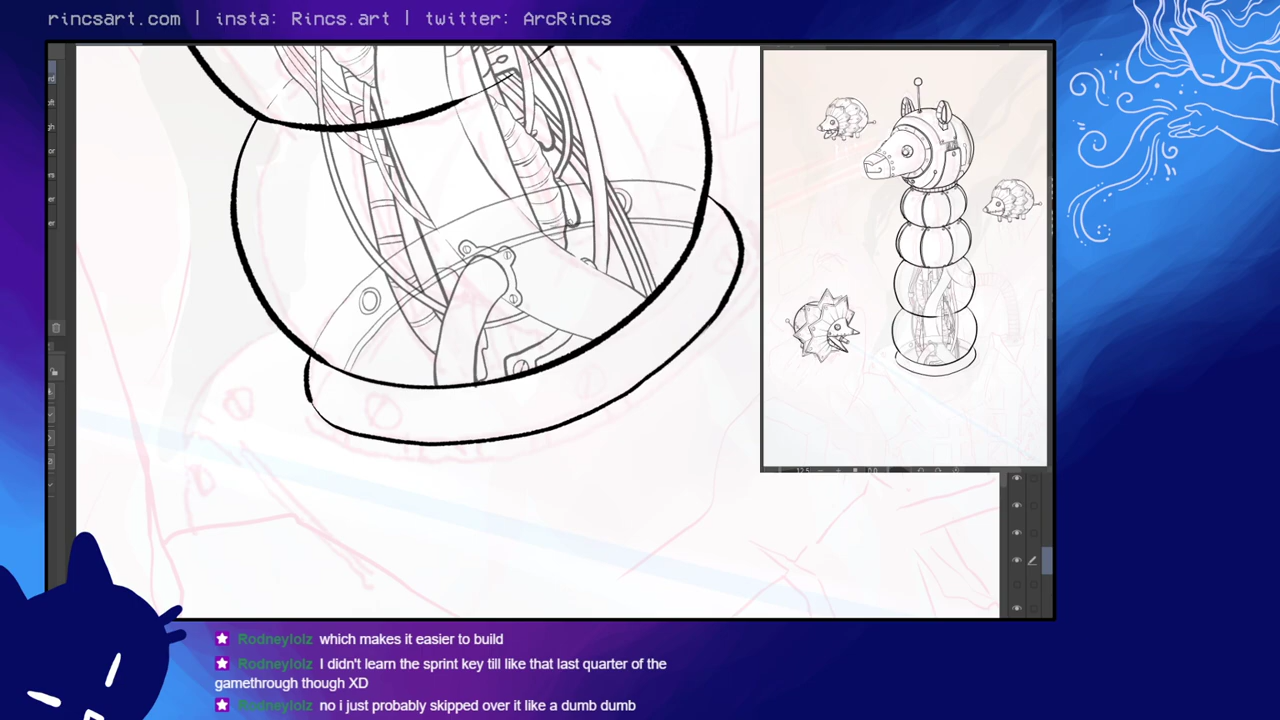 rincsart.com | insta: Rincs.art | twitter: ArcRincs
Rodneylolz which makes it easier to build
Rodneylolz I didn't learn the sprint key till like that last quarter of the
gamethrough though XD
Rodneylolz no i just probably skipped over it like a dumb dumb